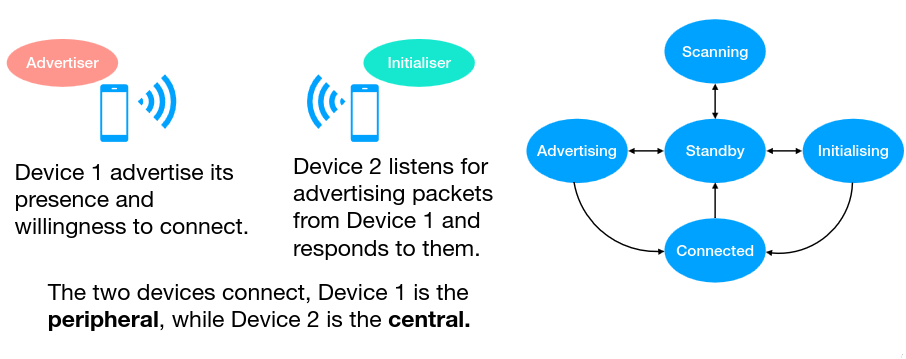 Advertiser
Initialiser
Device 1 advertise its
presence and
willingness to connect.
Device 2 listens for
advertising packets
from Device 1 and
responds to them.
The two devices connect, Device 1 is the
peripheral, while Device 2 is the central.
Scanning
Advertising
Standby
Initialising
Connected